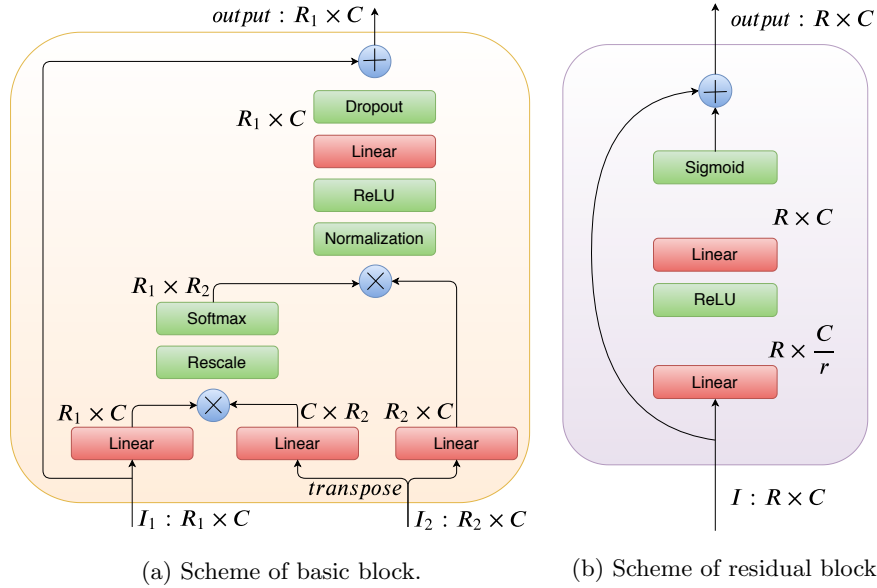 output : R₁ × C
Dropout
R₁ × C
Linear
ReLU
Normalization
R₁ × R₂
Softmax
Rescale
R₁ × C
C × R₂
R₂ × C
Linear
Linear
Linear
transpose
I₁ : R₁ × C
I₂ : R₂ × C
(a) Scheme of basic block.
output : R × C
Sigmoid
R × C
Linear
ReLU
R × C/r
Linear
I : R × C
(b) Scheme of residual block